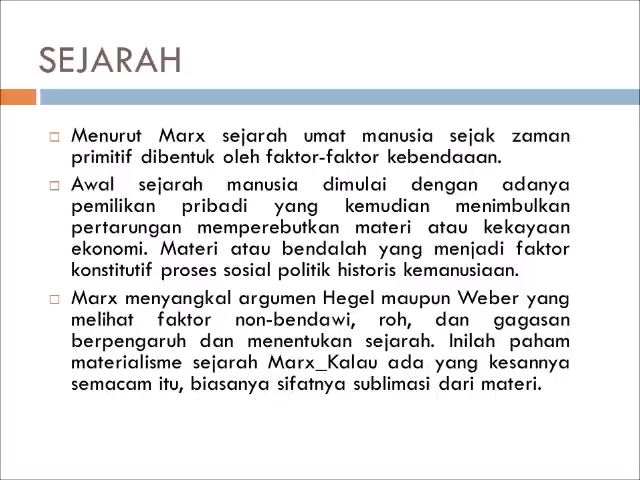 SEJARAH
Menurut Marx sejarah umat manusia sejak zaman
primitif dibentuk oleh faktor-faktor kebendaaan.
Awal sejarah manusia dimulai dengan adanya
pemilikan pribadi yang kemudian menimbulkan
pertarungan memperebutkan materi atau kekayaan
ekonomi. Materi atau bendalah yang menjadi faktor
konstitutif proses sosial politik historis kemanusiaan.
Marx menyangkal argumen Hegel maupun Weber yang
melihat faktor non-bendawi, roh, dan gagasan
berpengaruh dan menentukan sejarah. Inilah paham
materialisme sejarah Marx_Kalau ada yang kesannya
semacam itu, biasanya sifatnya sublimasi dari materi.